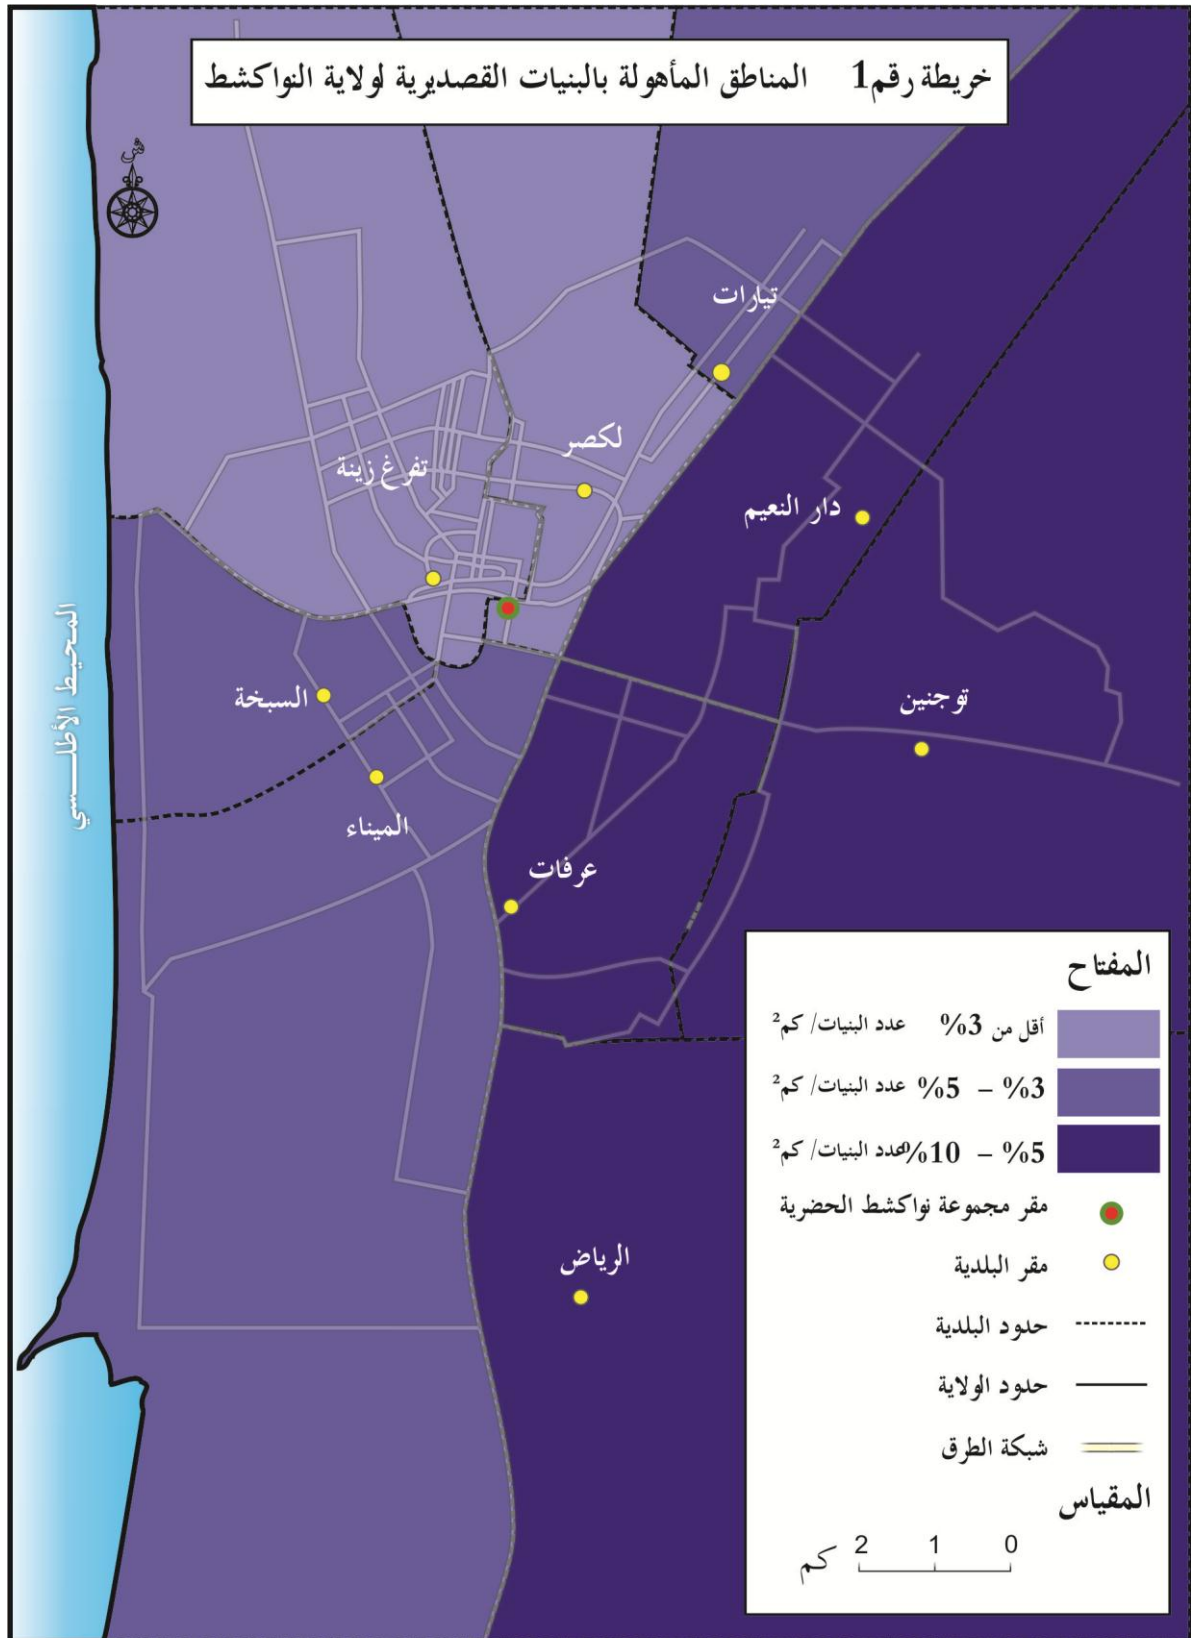 خريطة رقم1 المناطق المأهولة بالبنيات القصديرية لولاية النواكشط
ش
تيارات
لكصر
تفرغ زينة
دار النعيم
المحيط الأطلـــسي
السبخة
توجنين
الميناء
عرفات
الرياض
المفتاح
أقل من 3% عدد البنيات/ كم²
3% – 5% عدد البنيات/ كم²
5% – 10% عدد البنيات/ كم²
مقر مجموعة نواكشط الحضرية
مقر البلدية
حدود البلدية
حدود الولاية
شبكة الطرق
المقياس
0 1 2 كم